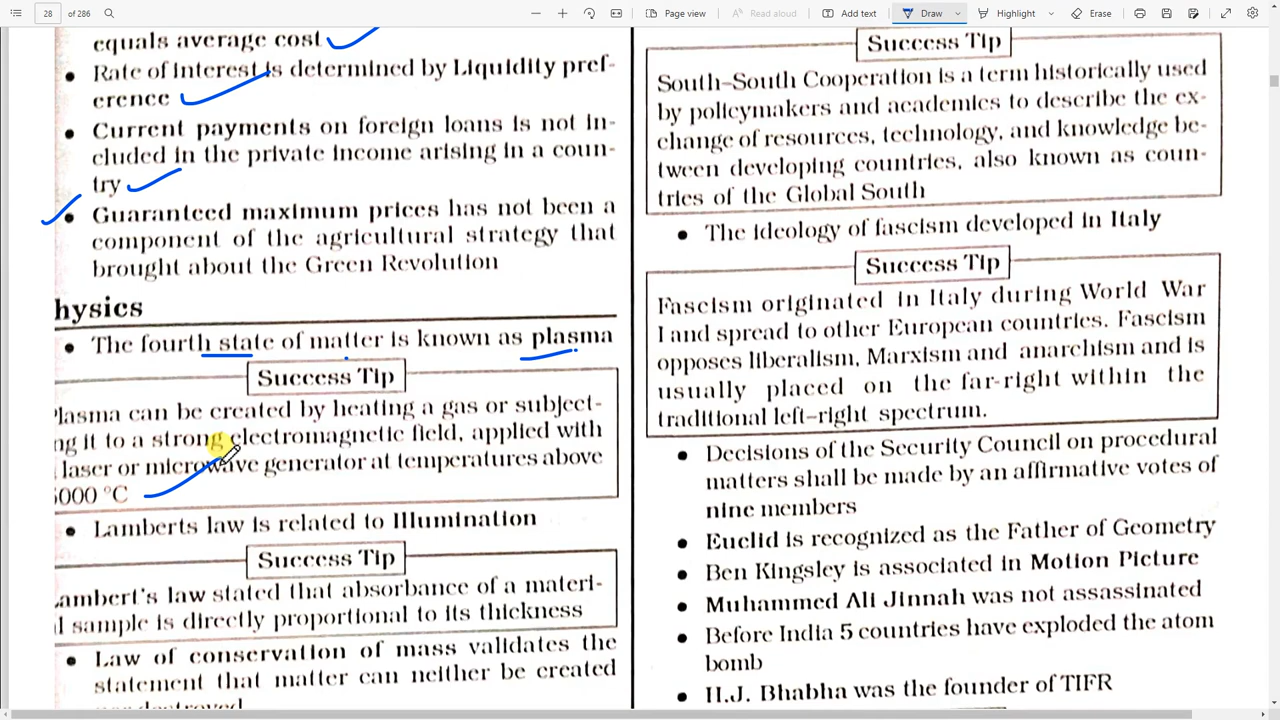 28 of 286
Page view
Read aloud
Add text
Draw
Highlight
Erase
equals average cost
Rate of interest is determined by Liquidity pref-
erence
Current payments on foreign loans is not in-
cluded in the private income arising in a coun-
try
Guaranteed maximum prices has not been a
component of the agricultural strategy that
brought about the Green Revolution
hysics
The fourth state of matter is known as plasma
Success Tip
Plasma can be created by heating a gas or subject-
ng it to a strong electromagnetic field, applied with
laser or microwave generator at temperatures above
5000 °C
Lamberts law is related to Illumination
Success Tip
ambert's law stated that absorbance of a materi-
l sample is directly proportional to its thickness
Law of conservation of mass validates the
statement that matter can neither be created
Success Tip
South–South Cooperation is a term historically used
by policymakers and academics to describe the ex-
change of resources, technology, and knowledge be-
tween developing countries, also known as coun-
tries of the Global South
The ideology of fascism developed in Italy
Success Tip
Fascism originated in Italy during World War
I and spread to other European countries. Fascism
opposes liberalism, Marxism and anarchism and is
usually placed on the far-right within the
traditional left–right spectrum.
Decisions of the Security Council on procedural
matters shall be made by an affirmative votes of
nine members
Euclid is recognized as the Father of Geometry
Ben Kingsley is associated in Motion Picture
Muhammed Ali Jinnah was not assassinated
Before India 5 countries have exploded the atom
bomb
H.J. Bhabha was the founder of TIFR